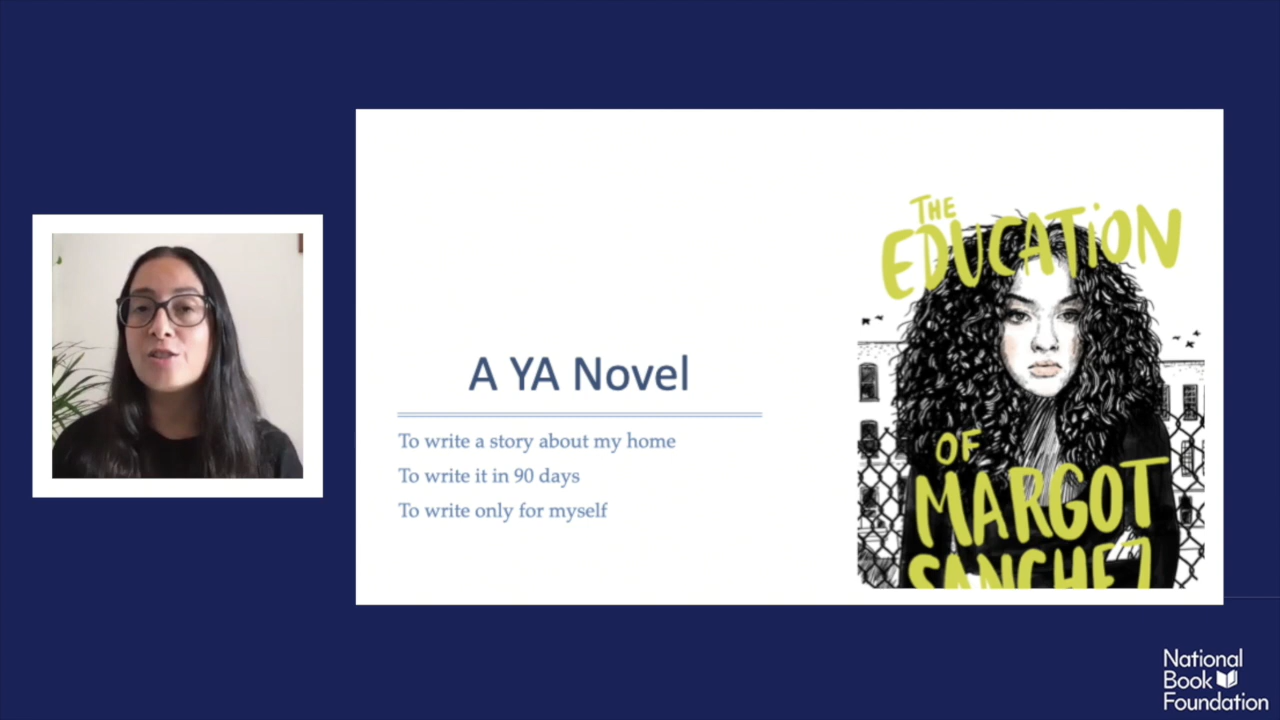 A YA Novel
To write a story about my home
To write it in 90 days
To write only for myself
THE
EDUCATiON
OF
MARGOT
SANCHEZ
National
Book
Foundation